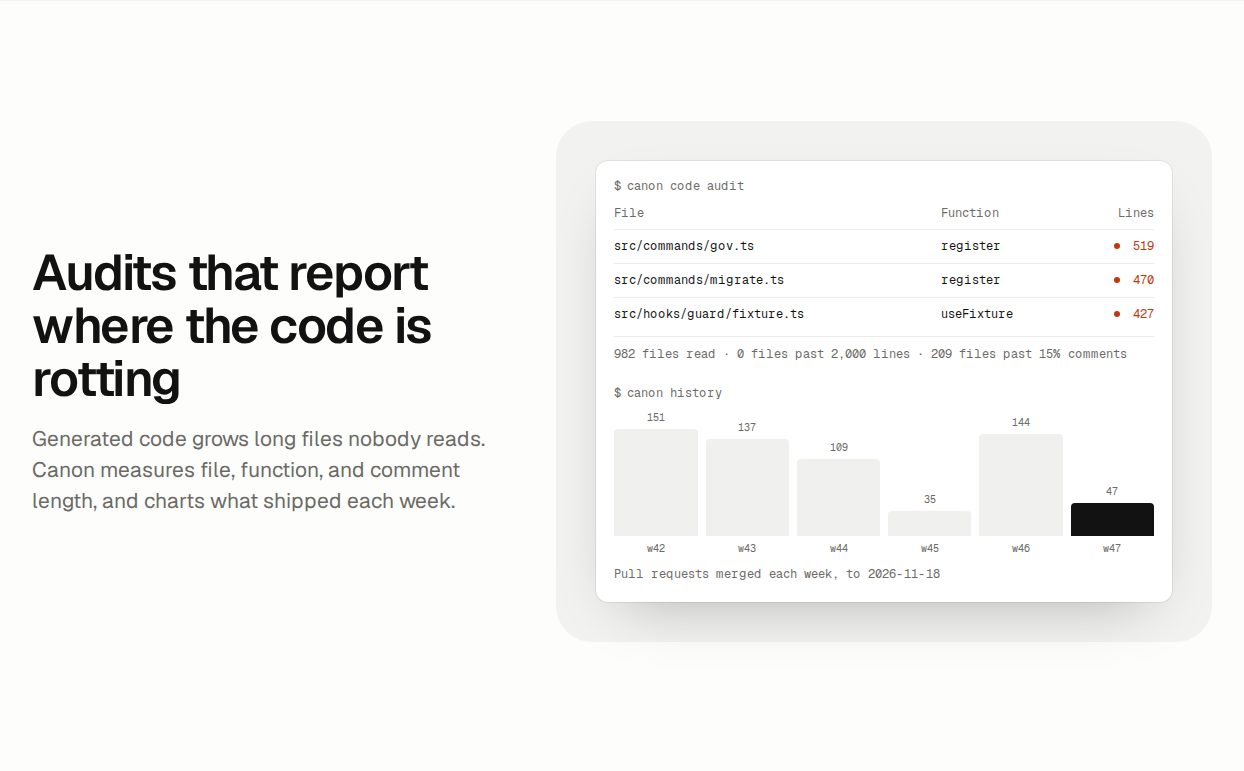 Audits that report
where the code is
rotting
Generated code grows long files nobody reads.
Canon measures file, function, and comment
length, and charts what shipped each week.
$ canon code audit
File Function Lines
src/commands/gov.ts register 519
src/commands/migrate.ts register 470
src/hooks/guard/fixture.ts useFixture 427
982 files read · 0 files past 2,000 lines · 209 files past 15% comments
$ canon history
151 137 109 35 144 47
w42 w43 w44 w45 w46 w47
Pull requests merged each week, to 2026-11-18